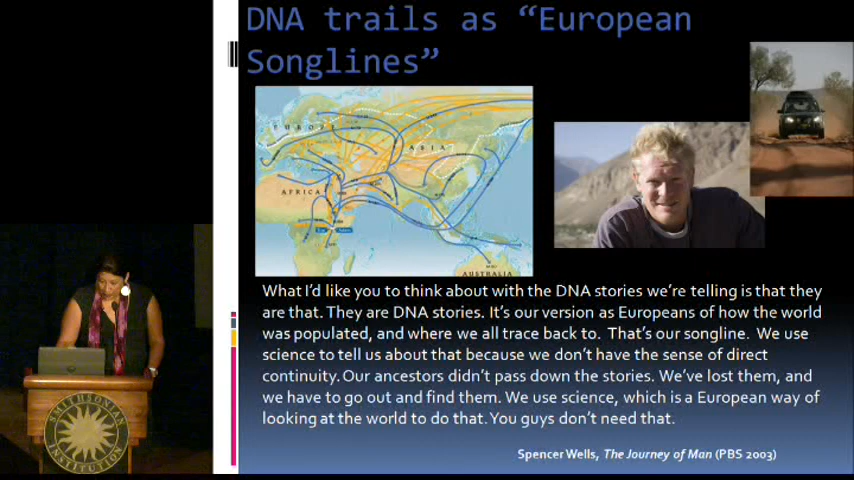 DNA trails as “European
Songlines”
EUROPE
ASIA
AFRICA
AUSTRALIA
What I’d like you to think about with the DNA stories we’re telling is that they
are that. They are DNA stories. It’s our version as Europeans of how the world
was populated, and where we all trace back to. That’s our songline. We use
science to tell us about that because we don’t have the sense of direct
continuity. Our ancestors didn’t pass down the stories. We’ve lost them, and
we have to go out and find them. We use science, which is a European way of
looking at the world to do that. You guys don’t need that.
Spencer Wells, The Journey of Man (PBS 2003)
SMITHSONIAN
INSTITUTION